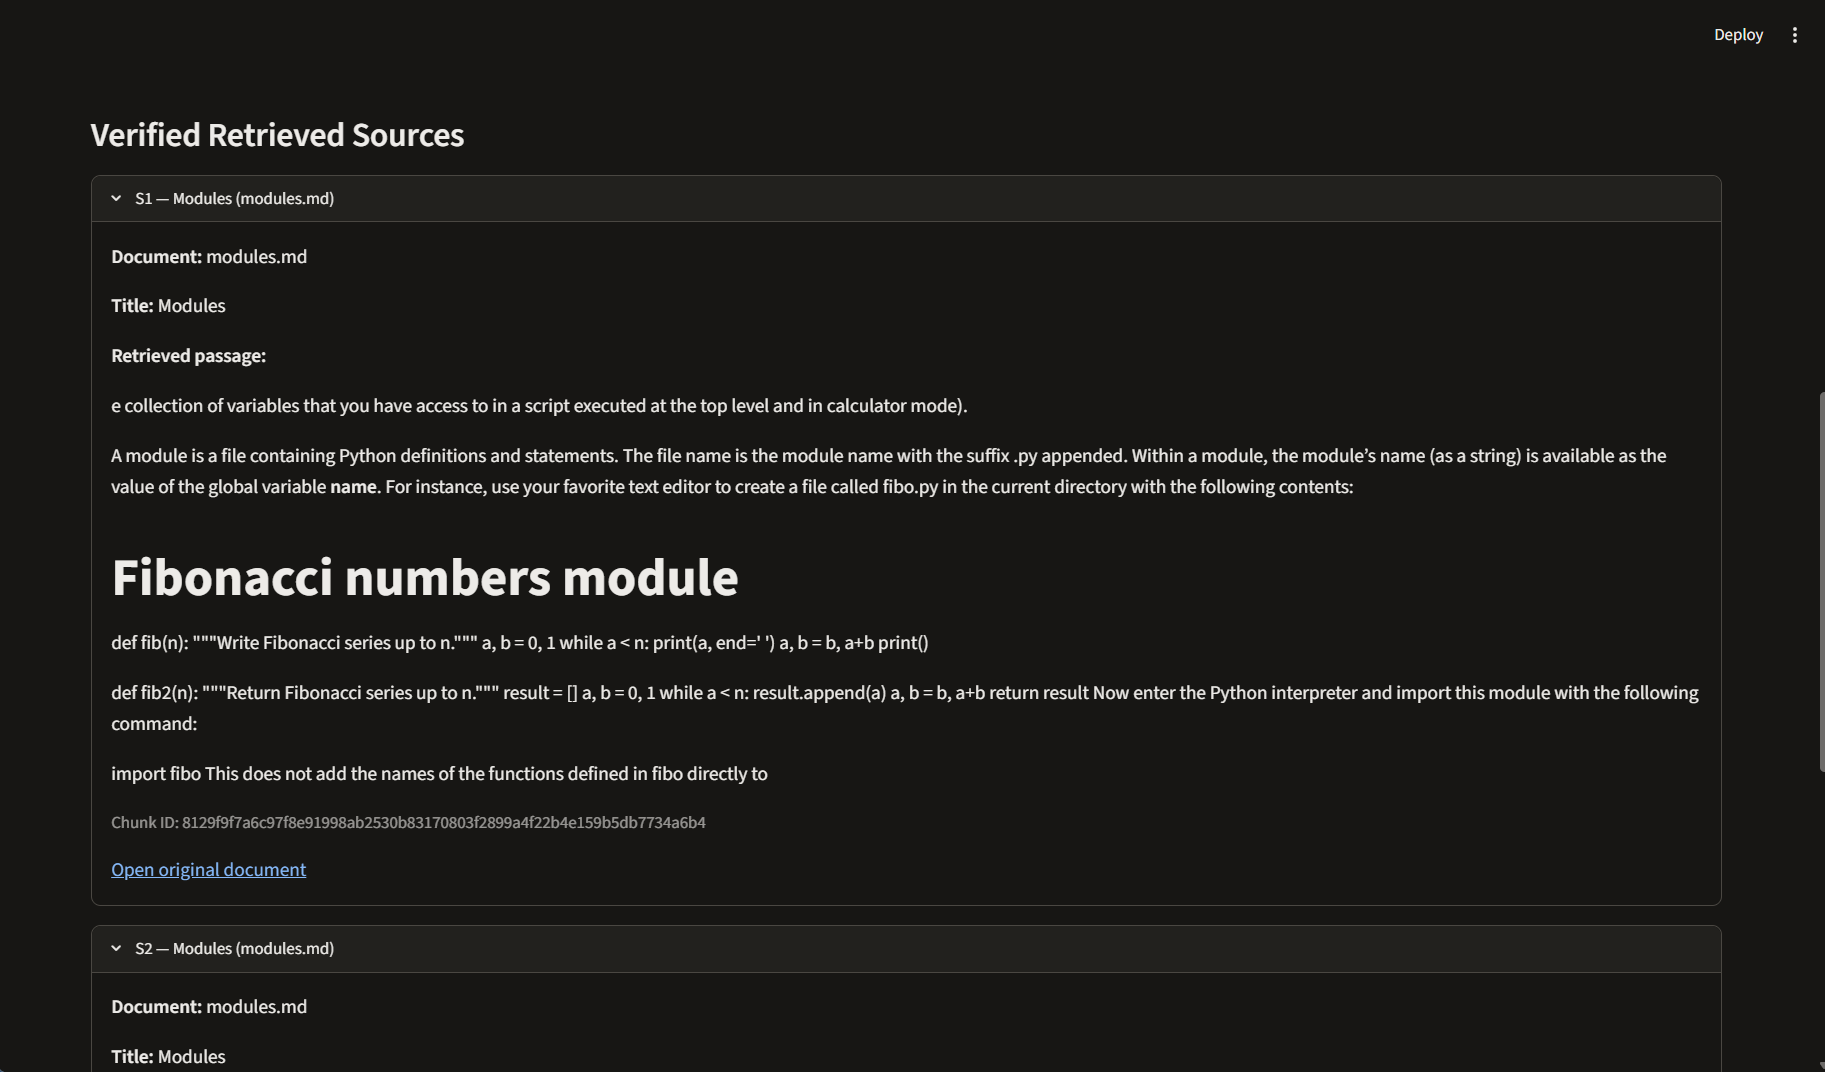 Deploy
Verified Retrieved Sources
S1 — Modules (modules.md)
Document: modules.md
Title: Modules
Retrieved passage:
e collection of variables that you have access to in a script executed at the top level and in calculator mode).
A module is a file containing Python definitions and statements. The file name is the module name with the suffix .py appended. Within a module, the module’s name (as a string) is available as the
value of the global variable name. For instance, use your favorite text editor to create a file called fibo.py in the current directory with the following contents:
Fibonacci numbers module
def fib(n): """Write Fibonacci series up to n.""" a, b = 0, 1 while a < n: print(a, end=' ') a, b = b, a+b print()
def fib2(n): """Return Fibonacci series up to n.""" result = [] a, b = 0, 1 while a < n: result.append(a) a, b = b, a+b return result Now enter the Python interpreter and import this module with the following
command:
import fibo This does not add the names of the functions defined in fibo directly to
Chunk ID: 8129f9f7a6c97f8e91998ab2530b83170803f2899a4f22b4e159b5db7734a6b4
Open original document
S2 — Modules (modules.md)
Document: modules.md
Title: Modules